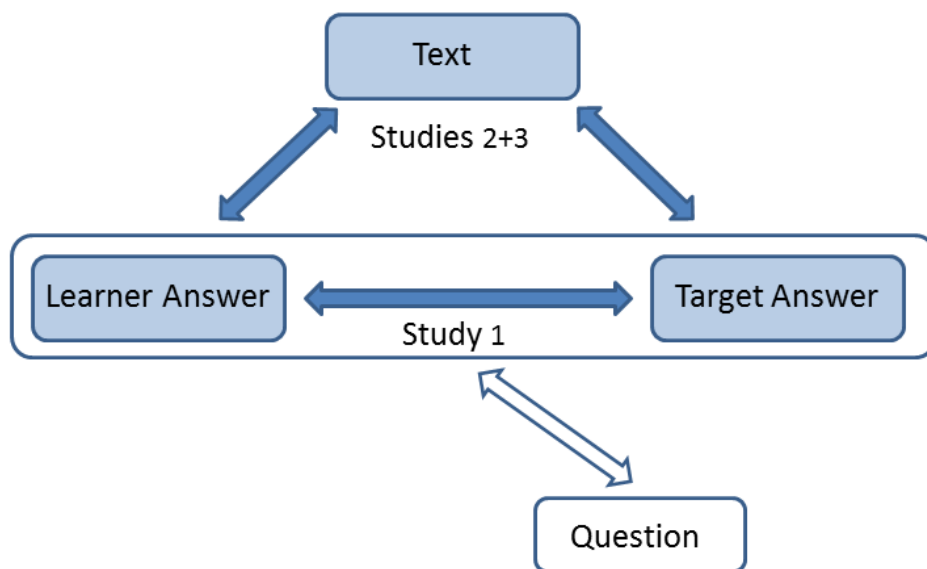 Text
Studies 2+3
Learner Answer
Target Answer
Study 1
Question